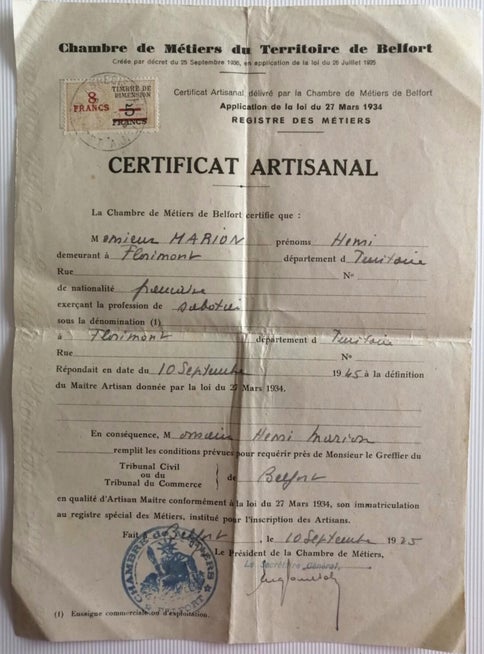 Chambre de Métiers du Territoire de Belfort
Créée par décret du 25 Septembre 1936, en application de la loi du 26 Juillet 1925
8 FRANCS
TIMBRE DE DIMENSION
5 FRANCS
Certificat Artisanal délivré par la Chambre de Métiers de Belfort
Application de la loi du 27 Mars 1934
REGISTRE DES MÉTIERS
CERTIFICAT ARTISANAL
La Chambre de Métiers de Belfort certifie que :
Monsieur MARION prénoms Henri
demeurant à Florimont département d Territoire
Rue N°
de nationalité française
exerçant la profession de sabotier
sous la dénomination (1)
à Florimont département d Territoire
Rue N°
Répondait en date du 10 Septembre 1945 à la définition
du Maître Artisan donnée par la loi du 27 Mars 1934.
En conséquence, Monsieur Henri Marion
remplit les conditions prévues pour requérir près de Monsieur le Greffier du
Tribunal Civil
ou du
Tribunal du Commerce
de Belfort
en qualité d'Artisan Maître conformément à la loi du 27 Mars 1934, son immatriculation
au registre spécial des Métiers, institué pour l'inscription des Artisans.
Fait à Belfort, le 10 Septembre 19
Le Président de la Chambre de Métiers,
Le Secrétaire Général,
CHAMBRE de MÉTIERS
BELFORT
(1) Enseigne commerciale ou d'exploitation.